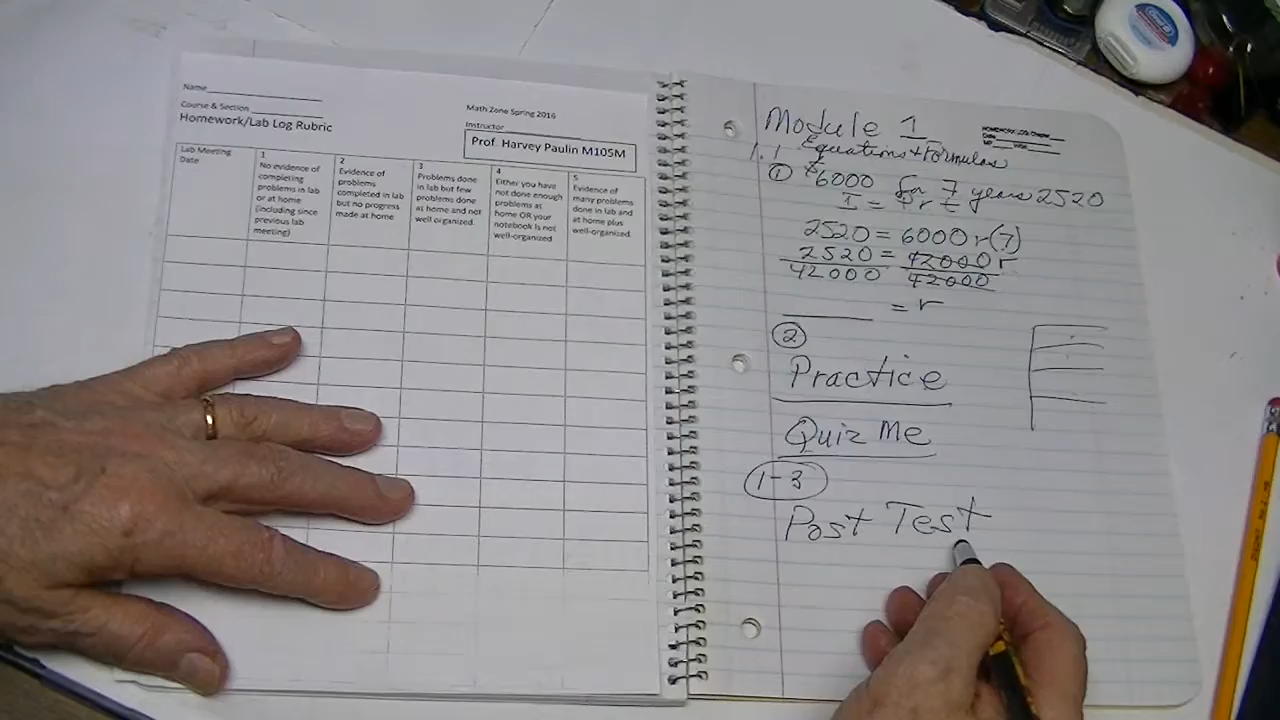 Name
Course & Section
Homework/Lab Log Rubric
Math Zone Spring 2016
Instructor
Prof. Harvey Paulin M105M
Lab Meeting Date
1
No evidence of
completing
problems in lab
or at home
(including since
previous lab
meeting)
2
Evidence of
problems
completed in lab
but no progress
made at home
3
Problems done
in lab but few
problems done
at home and not
well organized.
4
Either you have
not done enough
problems at
home OR your
notebook is not
well-organized
5
Evidence of
many problems
done in lab and
at home plus
well-organized.
Module 1
1.1 Equations + Formulas
① $6000 for 7 years 2520
I = Prt
2520 = 6000 r(7)
2520 = 42000r
42000 42000
= r
②
Practice
Quiz Me
1-3
Post Test